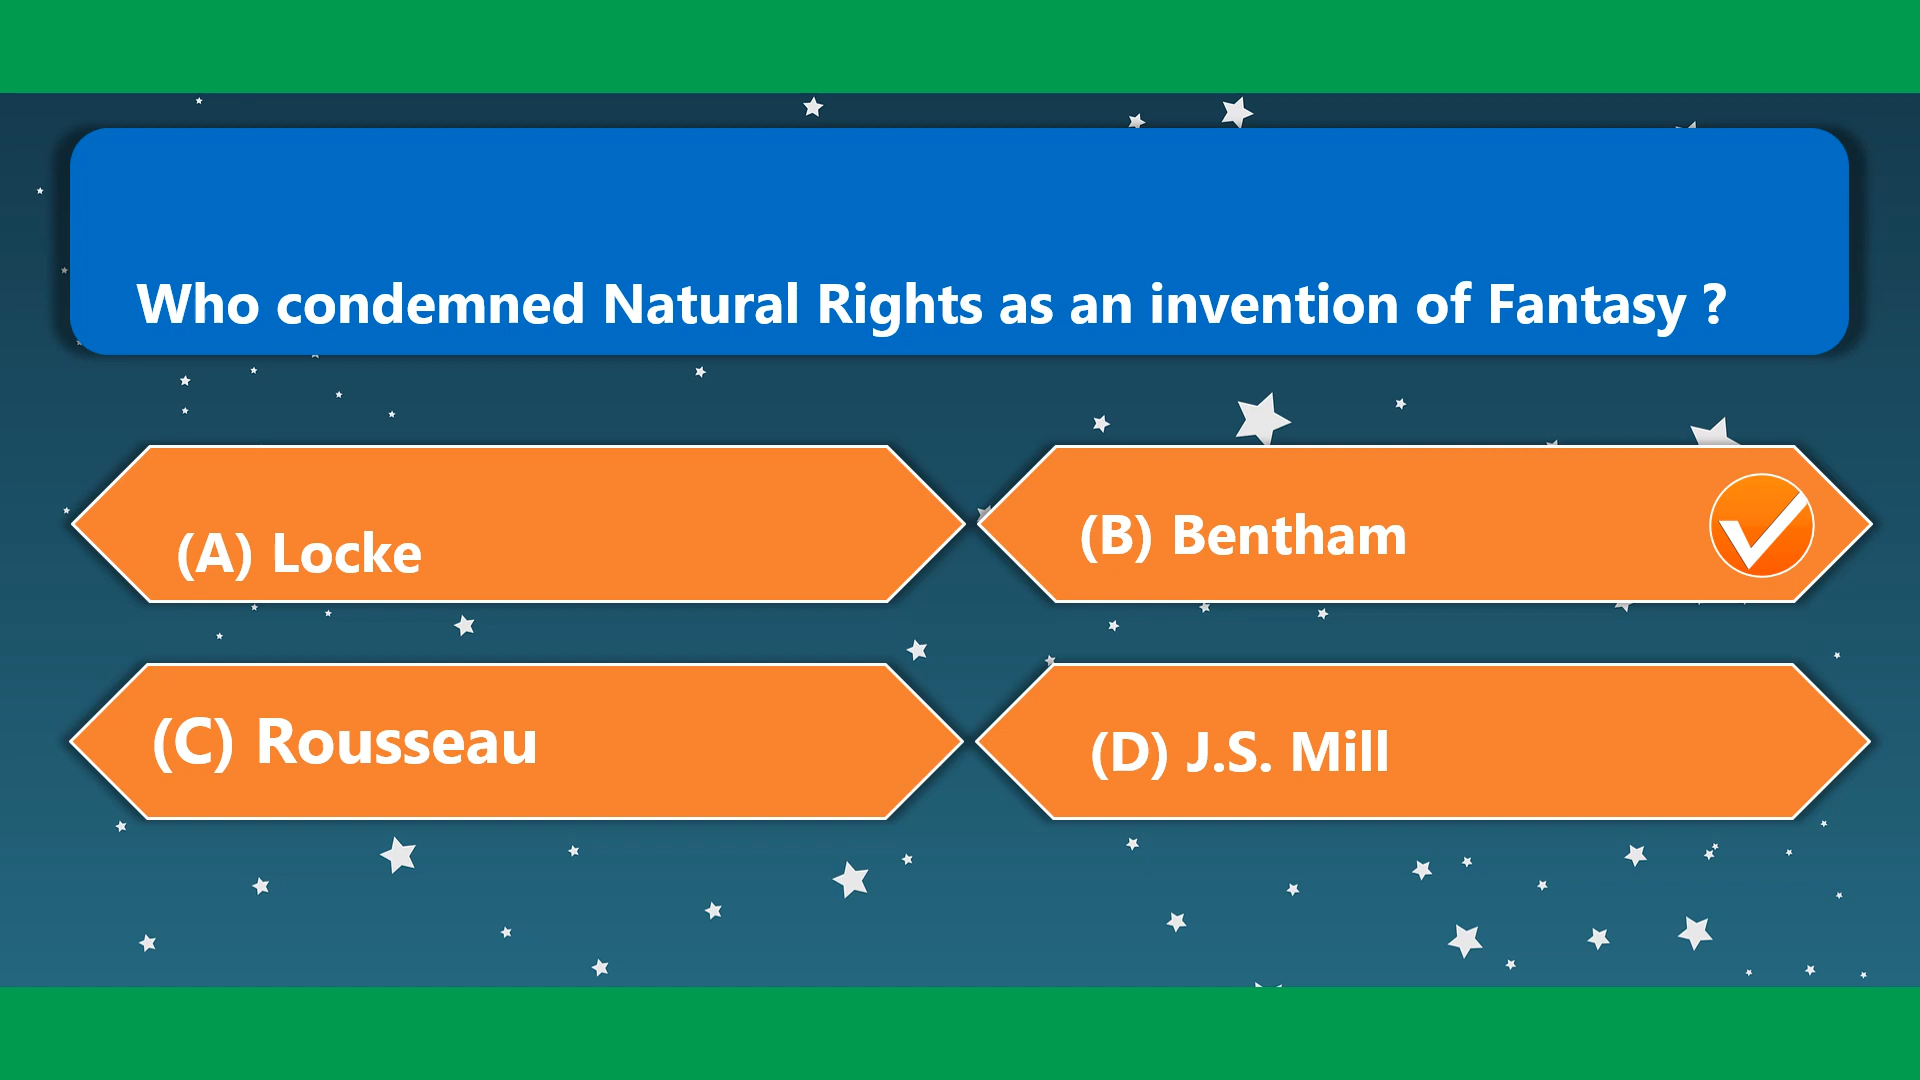 Who condemned Natural Rights as an invention of Fantasy ?
(A) Locke
(B) Bentham
(C) Rousseau
(D) J.S. Mill